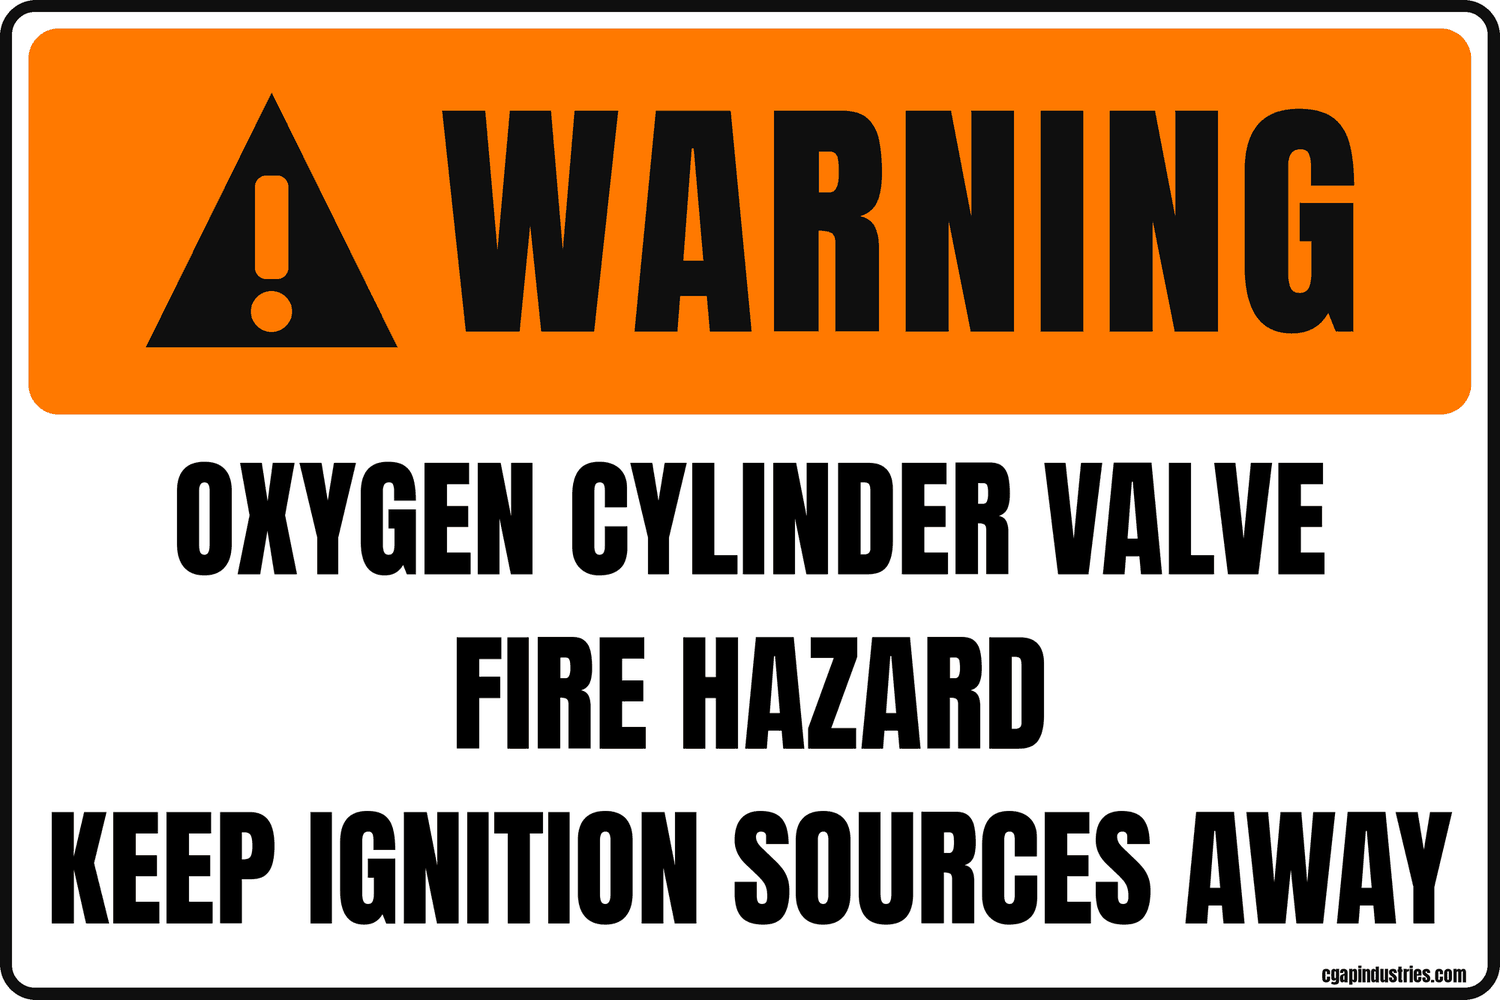 WARNING
OXYGEN CYLINDER VALVE
FIRE HAZARD
KEEP IGNITION SOURCES AWAY
cgapindustries.com